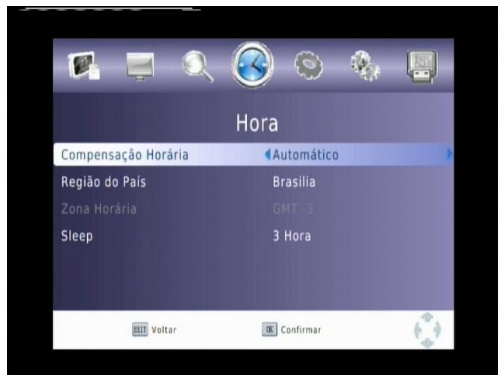 Hora
Compensação Horária Automático
Região do País Brasilia
Zona Horária GMT -3
Sleep 3 Hora
EXIT Voltar OK Confirmar